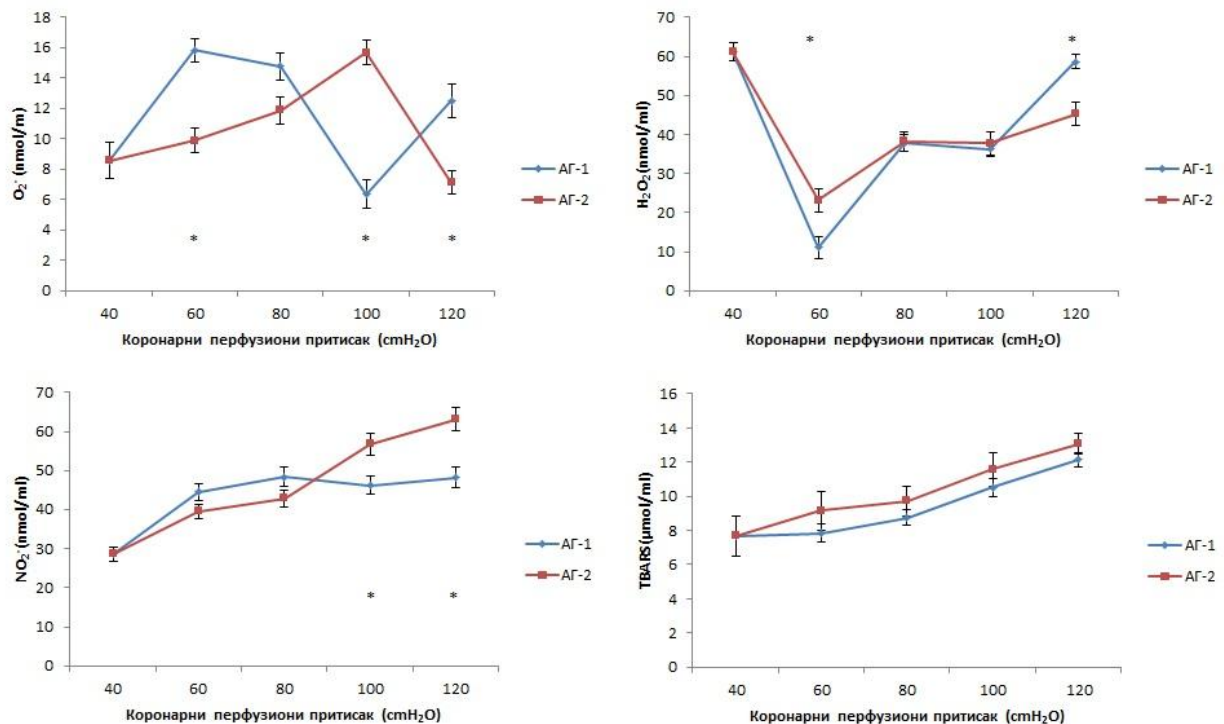 18
16
14
12
10
8
6
4
2
0
O₂⁻ (nmol/m)
* * *
40 60 80 100 120
Коронарни перфузиони притисак (cmH₂O)
АГ-1
АГ-2
70
60
50
40
30
20
10
0
H₂O₂(nmol/ml)
* *
40 60 80 100 120
Коронарни перфузиони притисак (cmH₂O)
АГ-1
АГ-2
70
60
50
40
30
20
10
0
NO₂⁻(nmol/ml)
* *
40 60 80 100 120
Коронарни перфузиони притисак (cmH₂O)
АГ-1
АГ-2
16
14
12
10
8
6
4
2
0
TBARS(µmol/ml)
40 60 80 100 120
Коронарни перфузиони притисак (cmH₂O)
АГ-1
АГ-2